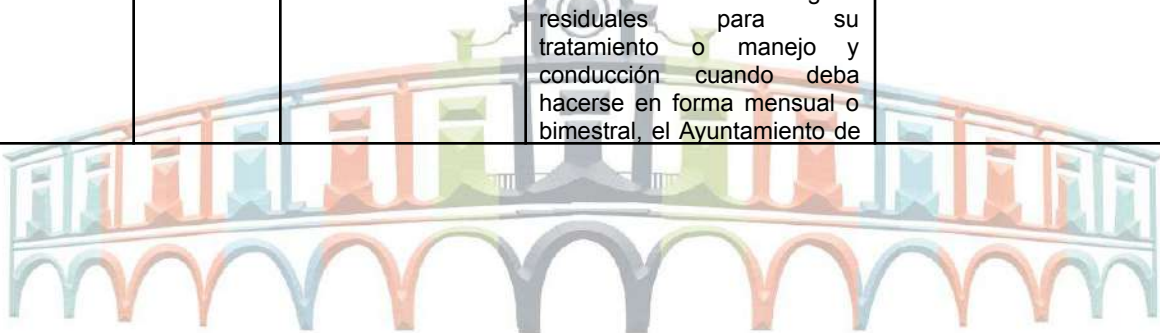 residuales para su
tratamiento o manejo y
conducción cuando deba
hacerse en forma mensual o
bimestral, el Ayuntamiento de